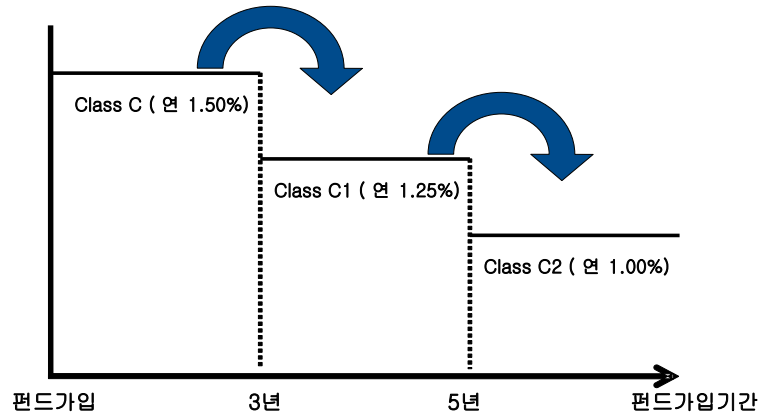 Class C ( 연 1.50%)
Class C1 ( 연 1.25%)
Class C2 ( 연 1.00%)
펀드가입
3년
5년
펀드가입기간